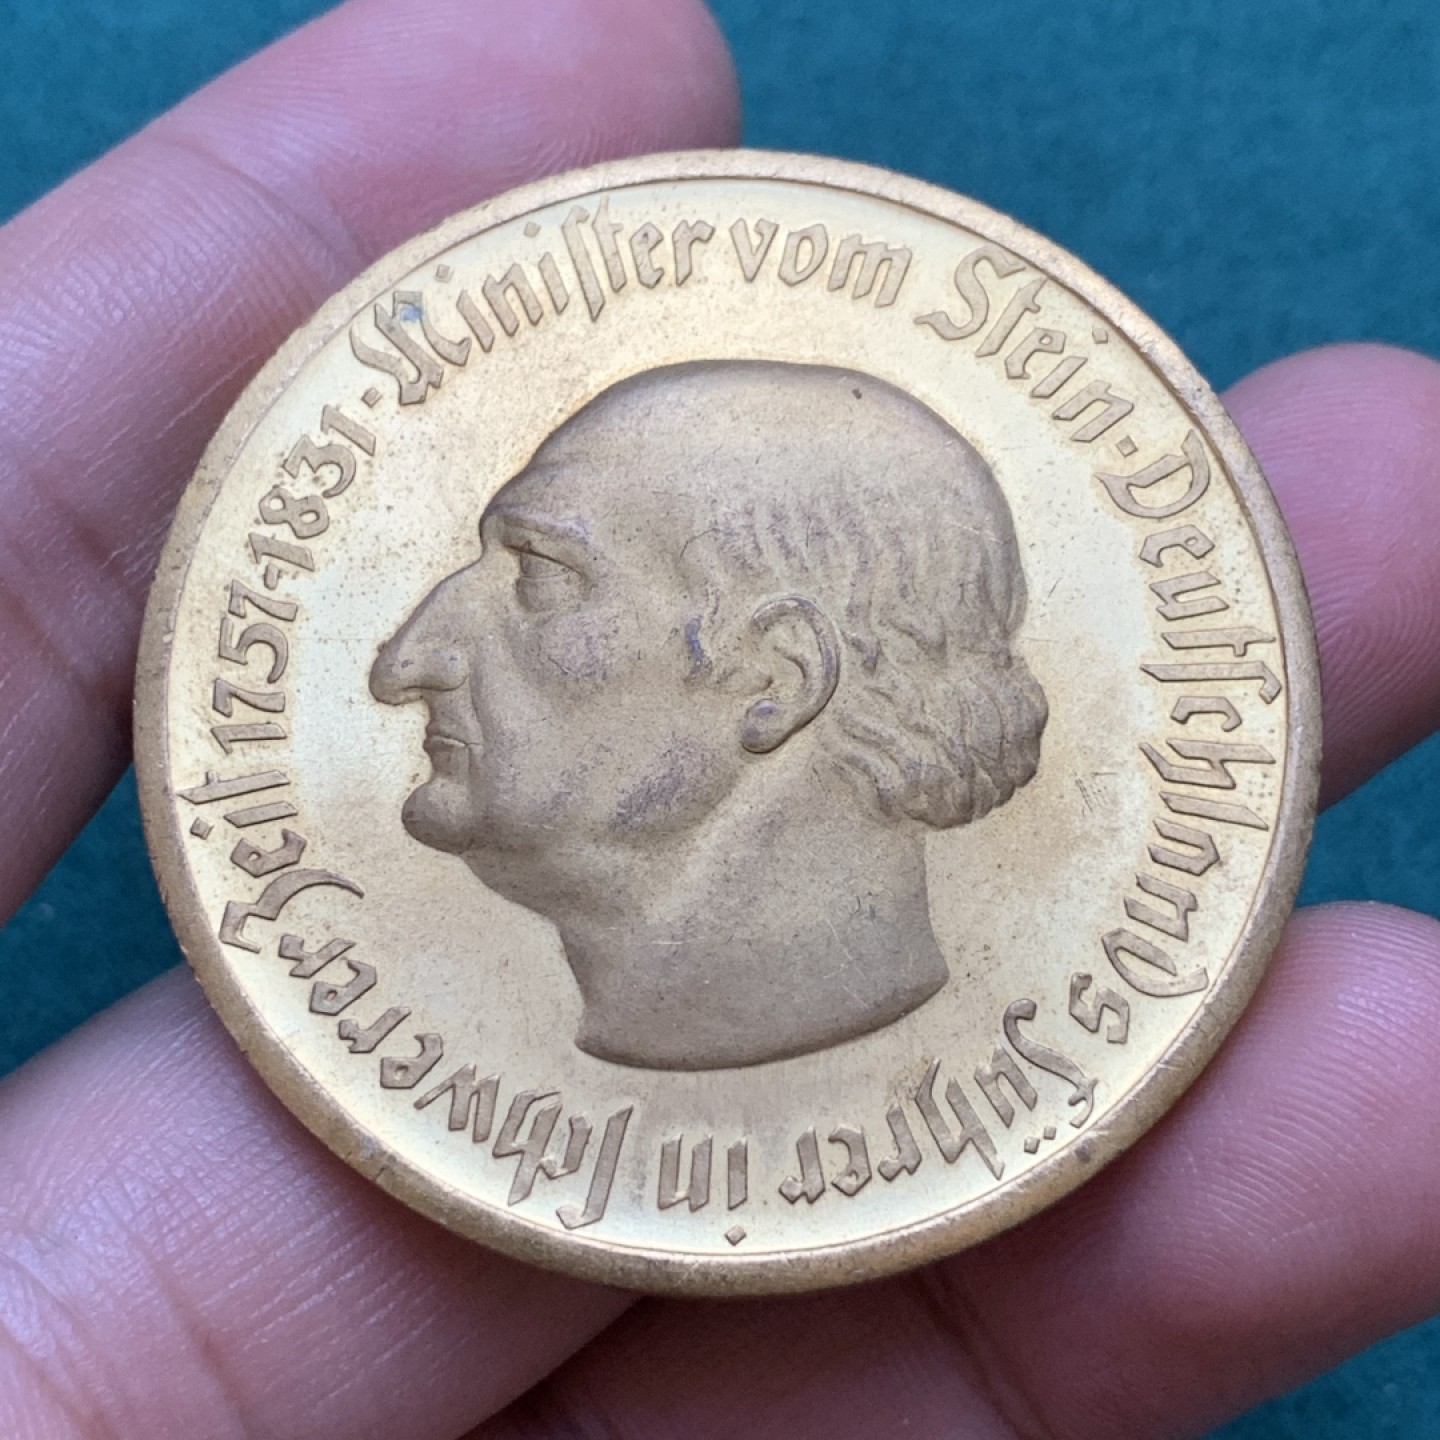 Miniſter vom Stein · Deutſchlands Führer in ſchwerer Zeit 1757-1831 ·